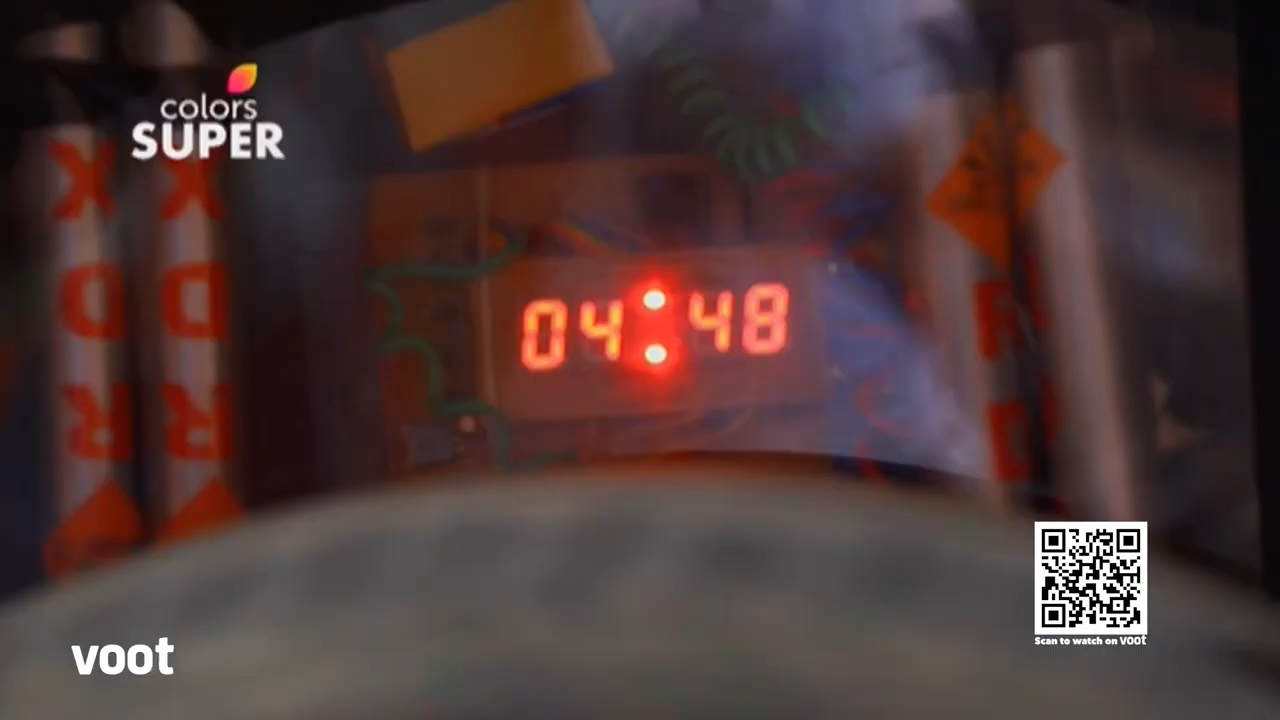 colors
SUPER
RDX
RDX
04:48
voot
Scan to watch on VOOT